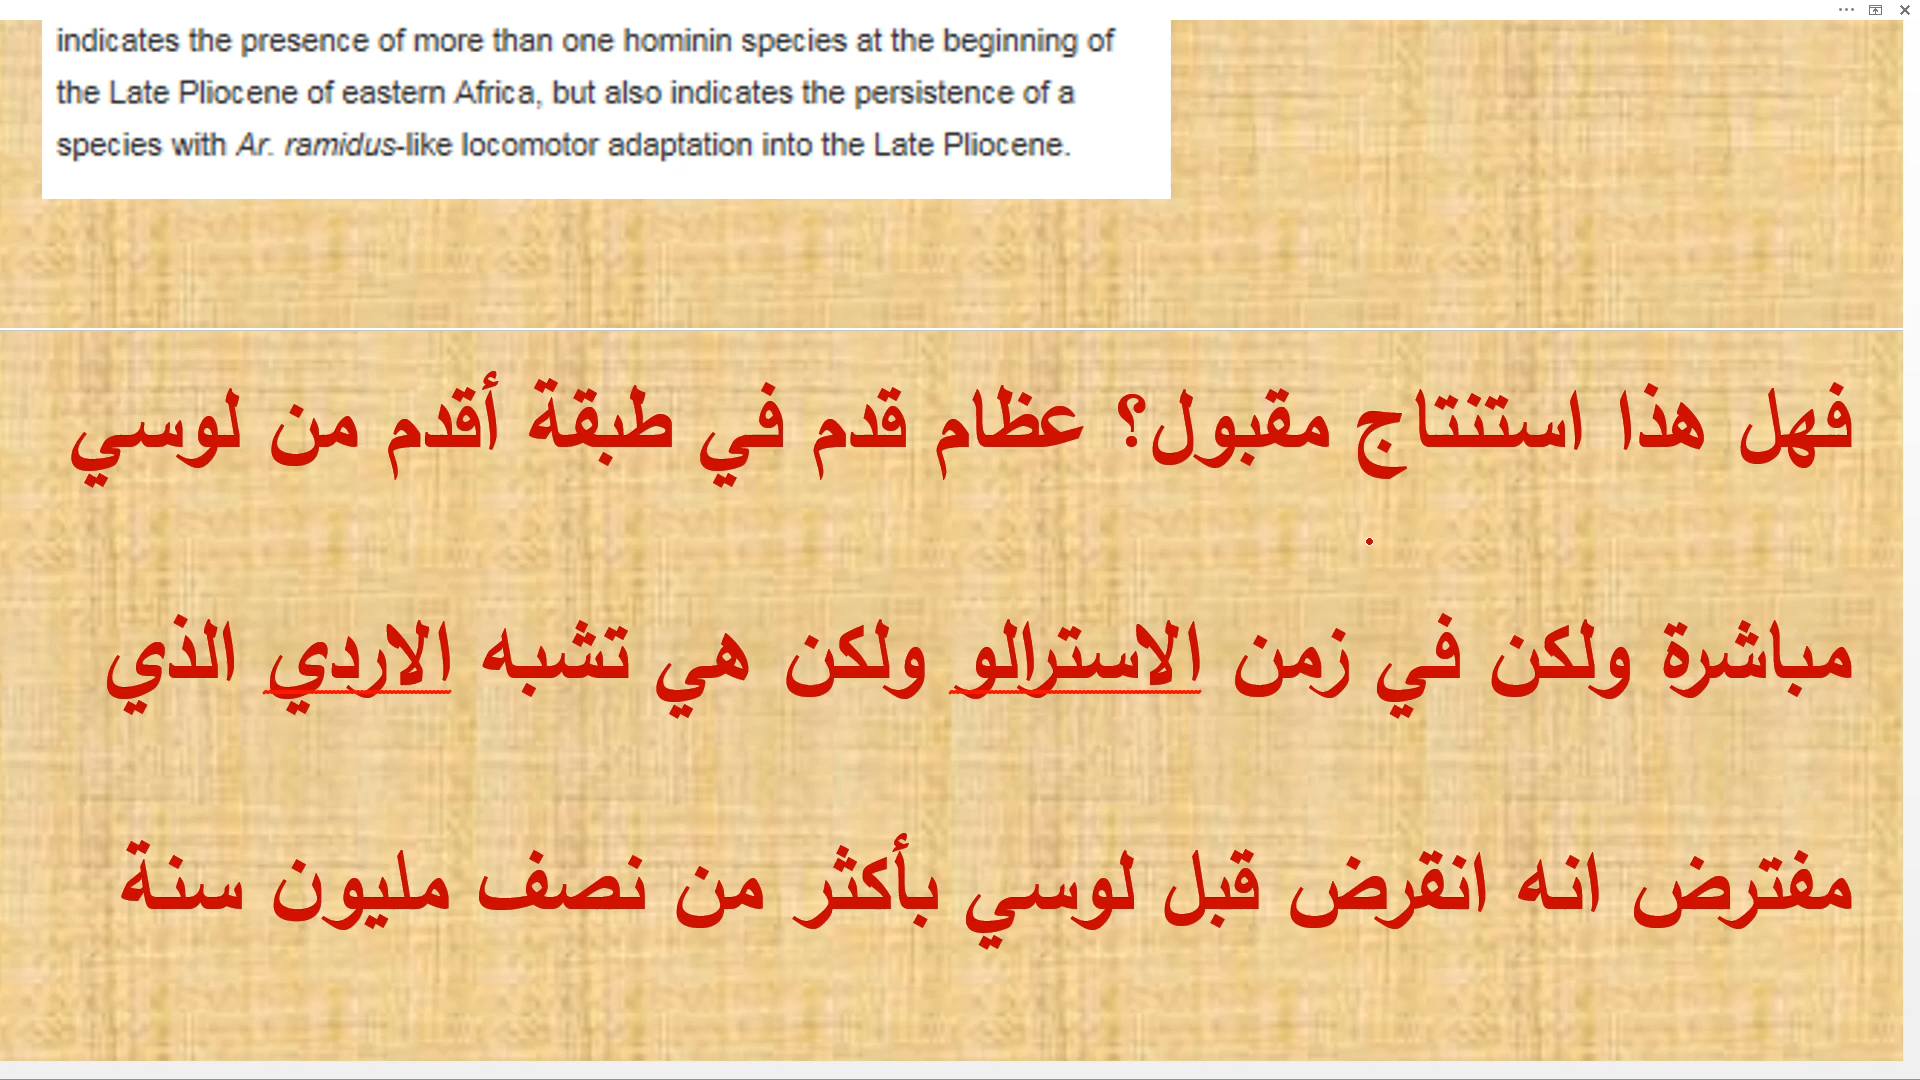 indicates the presence of more than one hominin species at the beginning of
the Late Pliocene of eastern Africa, but also indicates the persistence of a
species with Ar. ramidus-like locomotor adaptation into the Late Pliocene.
فهل هذا استنتاج مقبول؟ عظام قدم في طبقة أقدم من لوسي
مباشرة ولكن في زمن الاسترالو ولكن هي تشبه الاردي الذي
مفترض انه انقرض قبل لوسي بأكثر من نصف مليون سنة